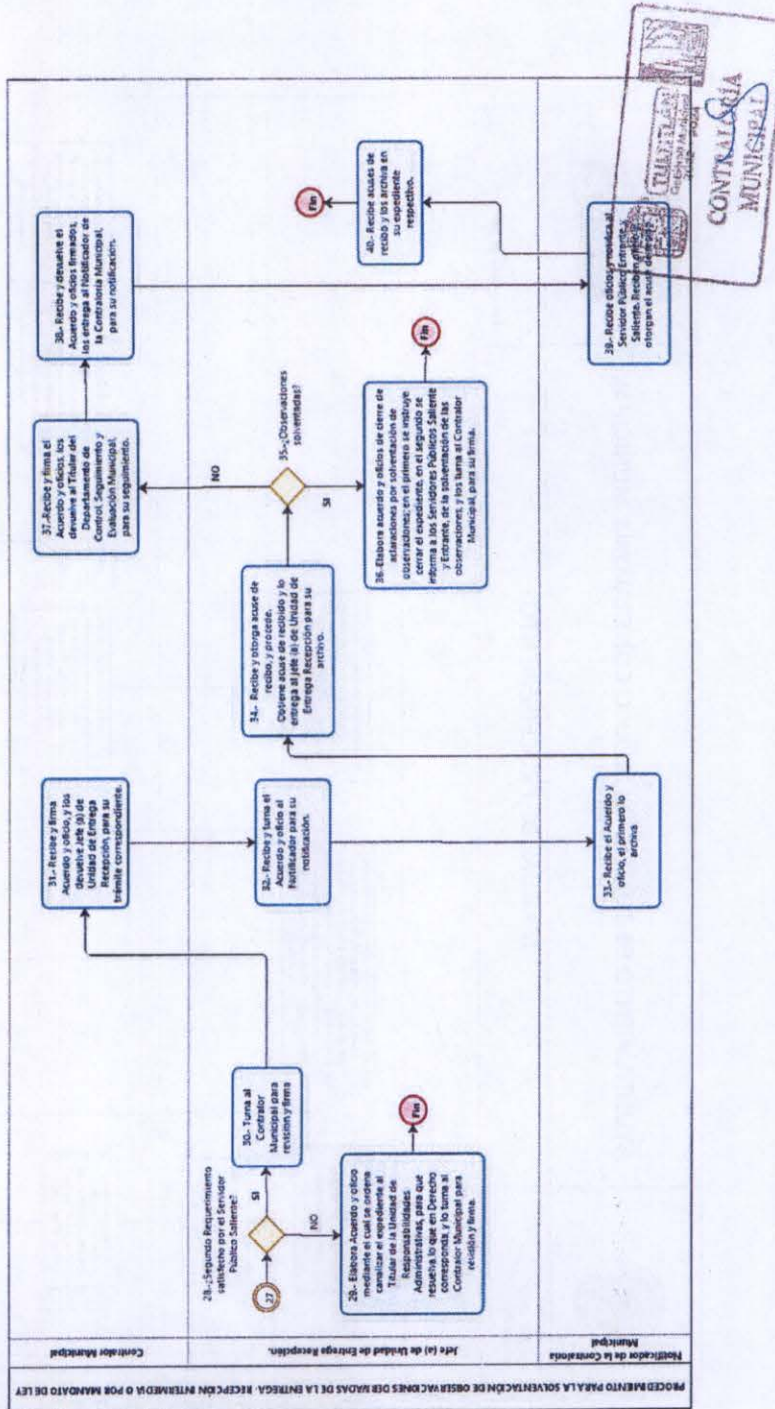 PROCEDIMIENTO PARA LA SOLVENTACIÓN DE OBSERVACIONES DERIVADAS DE LA ENTREGA - RECEPCIÓN INTERMEDIA O POR MANDATO DE LEY
Contralor Municipal
Jefe (a) de Unidad de Entrega Recepción.
Notificador de la Contraloría
Municipal
27
28.-¿Segundo Requerimiento
satisfecho por el Servidor
Público Saliente?
SI
NO
29.- Elabora Acuerdo y oficio
mediante el cual se ordena
canalizar el expediente al
Titular de la Unidad de
Responsabilidades
Administrativas, para que
resuelva lo que en Derecho
corresponda, y lo turna al
Contralor Municipal para
revisión y firma.
Fin
30.- Turna al
Contralor
Municipal para
revisión y firma
31.- Recibe y firma
Acuerdo y oficio, y los
devuelve Jefe (a) de
Unidad de Entrega
Recepción, para su
trámite correspondiente.
32.- Recibe y turna el
Acuerdo y oficio al
Notificador para su
notificación.
33.- Recibe el Acuerdo y
oficio, el primero lo
archiva
34.- Recibe y otorga acuse de
recibo, y procede.
Obtiene acuse de recibido y lo
entrega al Jefe (a) de Unidad de
Entrega Recepción para su
archivo.
35.-¿Observaciones
solventadas?
NO
SI
36.-Elabora acuerdo y oficios de cierre de
aclaraciones por solventación de
observaciones; en el primero se instruye
cerrar el expediente, en el segundo se
informa a los Servidores Públicos Saliente
y Entrante, de la solventación de las
observaciones, y los turna al Contralor
Municipal, para su firma.
Fin
37.-Recibe y firma el
Acuerdo y oficios, los
devuelve al Titular del
Departamento de
Control, Seguimiento y
Evaluación Municipal,
para su seguimiento.
38.- Recibe y devuelve el
Acuerdo y oficios firmados,
los entrega al Notificador de
la Contraloría Municipal,
para su notificación.
39.- Recibe oficios, y notifica al
Servidor Público Entrante y
Saliente. Reciben oficio y
otorgan el acuse de recibo
40.- Recibe acuses de
recibo y los archiva en
su expediente
respectivo.
Fin
TULTITLÁN
Gobierno Municipal
CONTRALORÍA
MUNICIPAL